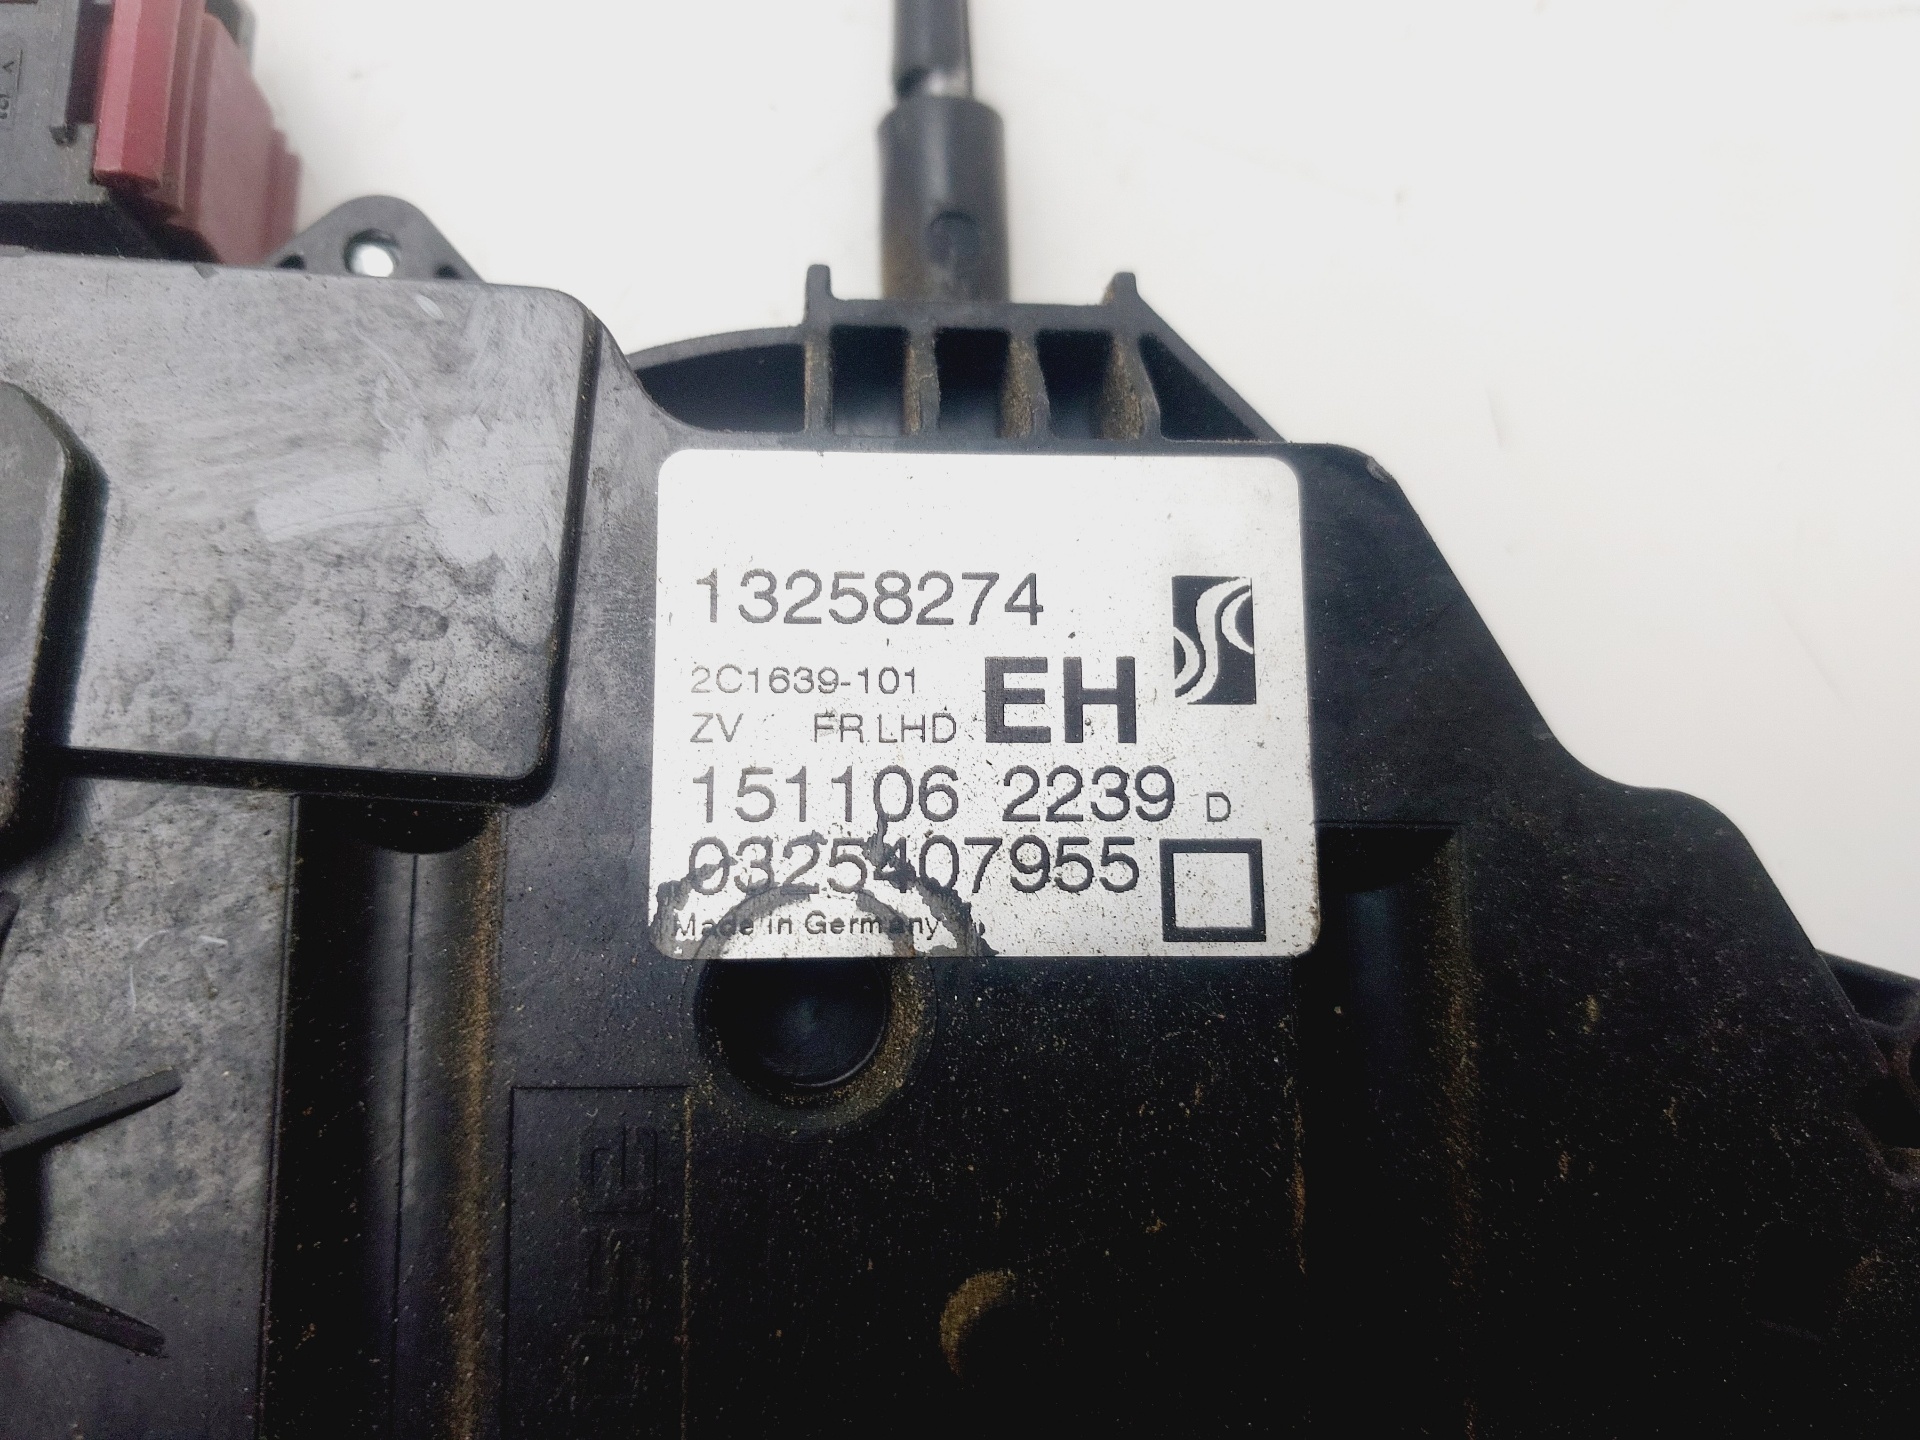 13258274
2C1639-101
EH
ZV FR LHD
151106 2239 D
0325407955
Made in Germany